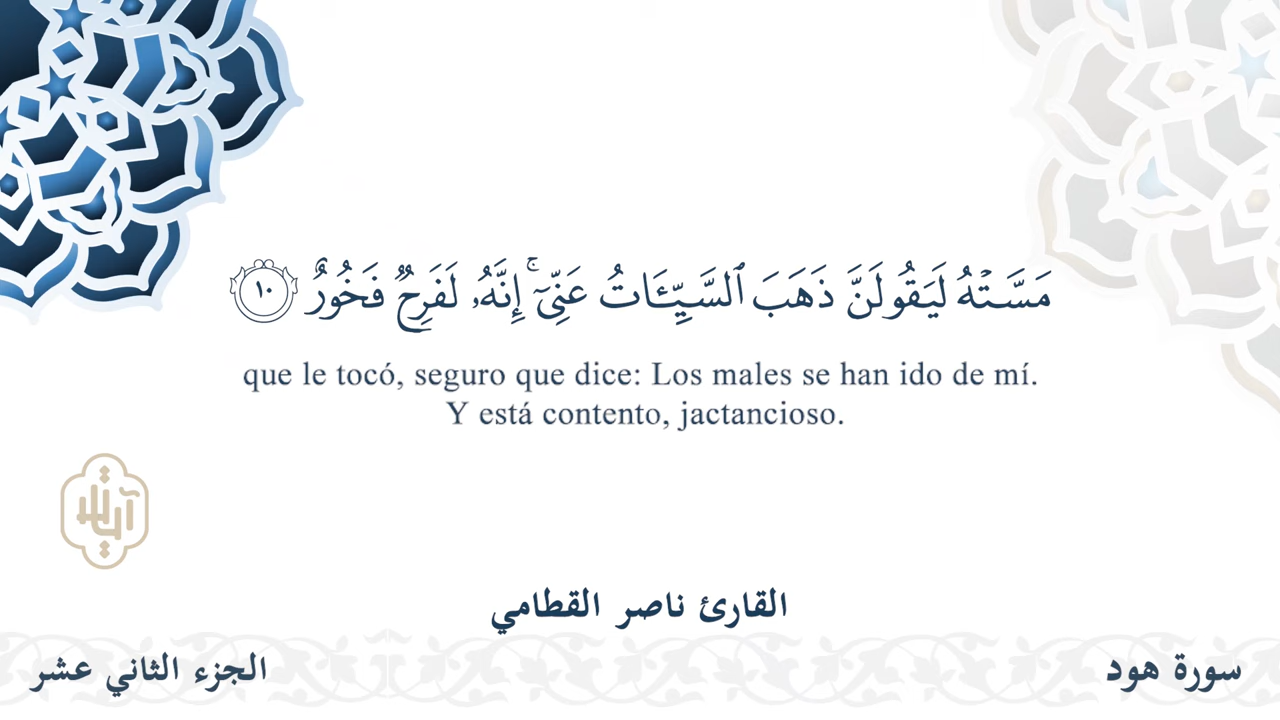 مَسَّتْهُ لَيَقُولَنَّ ذَهَبَ ٱلسَّيِّـَٔاتُ عَنِّىٓ ۚ إِنَّهُۥ لَفَرِحٌ فَخُورٌ ١٠
que le tocó, seguro que dice: Los males se han ido de mí.
Y está contento, jactancioso.
آيات
القارئ ناصر القطامي
سورة هود
الجزء الثاني عشر